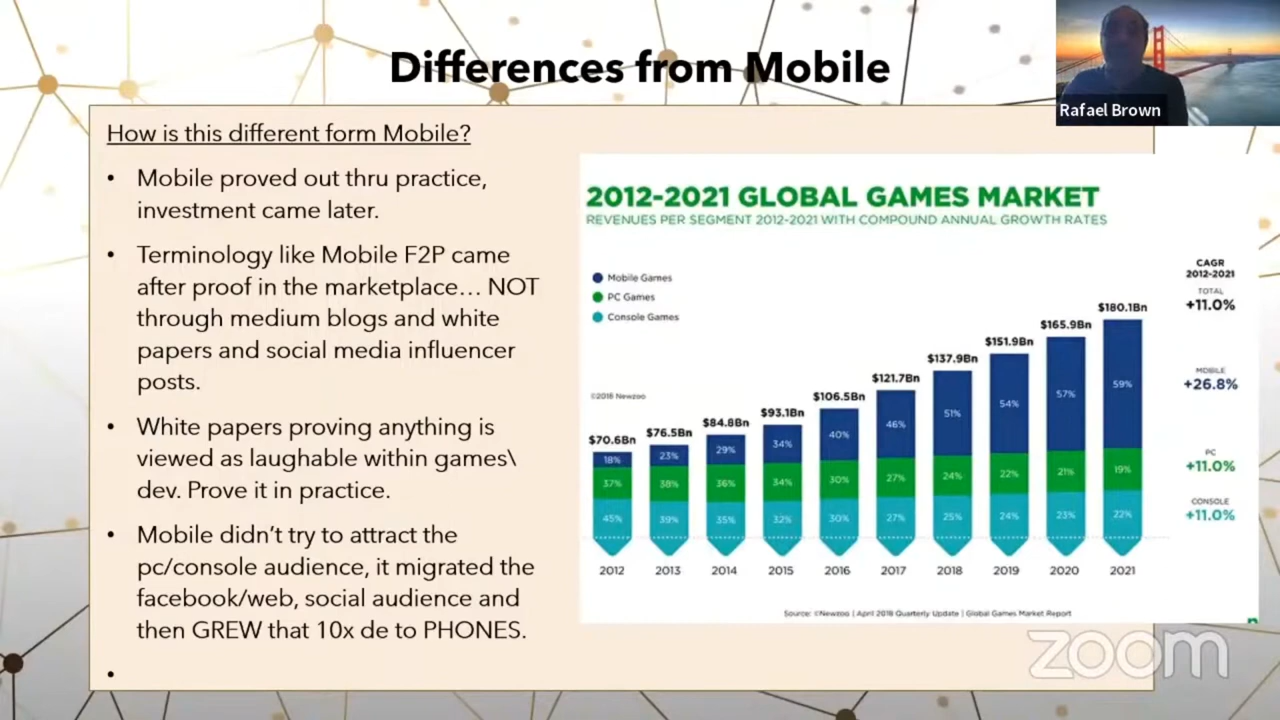 Differences from Mobile
Rafael Brown
How is this different form Mobile?
• Mobile proved out thru practice,
investment came later.
• Terminology like Mobile F2P came
after proof in the marketplace… NOT
through medium blogs and white
papers and social media influencer
posts.
• White papers proving anything is
viewed as laughable within games\
dev. Prove it in practice.
• Mobile didn't try to attract the
pc/console audience, it migrated the
facebook/web, social audience and
then GREW that 10x de to PHONES.
•
2012-2021 GLOBAL GAMES MARKET
REVENUES PER SEGMENT 2012-2021 WITH COMPOUND ANNUAL GROWTH RATES
Mobile Games
PC Games
Console Games
©2018 Newzoo
$70.6Bn
18%
37%
45%
2012
$76.5Bn
23%
38%
39%
2013
$84.8Bn
29%
36%
35%
2014
$93.1Bn
34%
34%
32%
2015
$106.5Bn
40%
30%
30%
2016
$121.7Bn
46%
27%
27%
2017
$137.9Bn
51%
24%
25%
2018
$151.9Bn
54%
22%
24%
2019
$165.9Bn
57%
21%
23%
2020
$180.1Bn
59%
19%
22%
2021
CAGR
2012-2021
TOTAL
+11.0%
MOBILE
+26.8%
PC
+11.0%
CONSOLE
+11.0%
Source: ©Newzoo | April 2018 Quarterly Update | Global Games Market Report
zoom